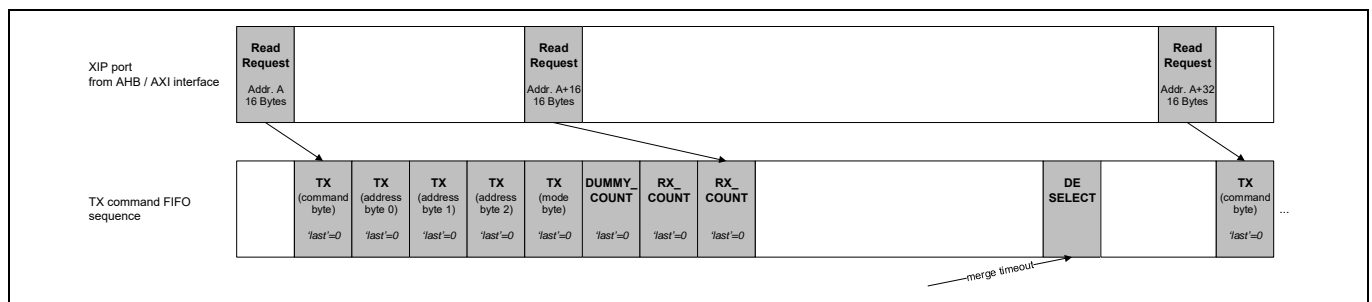 XIP port
from AHB / AXI interface
Read
Request
Addr. A
16 Bytes
Read
Request
Addr. A+16
16 Bytes
Read
Request
Addr. A+32
16 Bytes
TX command FIFO
sequence
TX
(command
byte)
'last'=0
TX
(address
byte 0)
'last'=0
TX
(address
byte 1)
'last'=0
TX
(address
byte 2)
'last'=0
TX
(mode
byte)
'last'=0
DUMMY_
COUNT
'last'=0
RX_
COUNT
'last'=0
RX_
COUNT
'last'=0
DE
SELECT
TX
(command
byte)
'last'=0
...
merge timeout